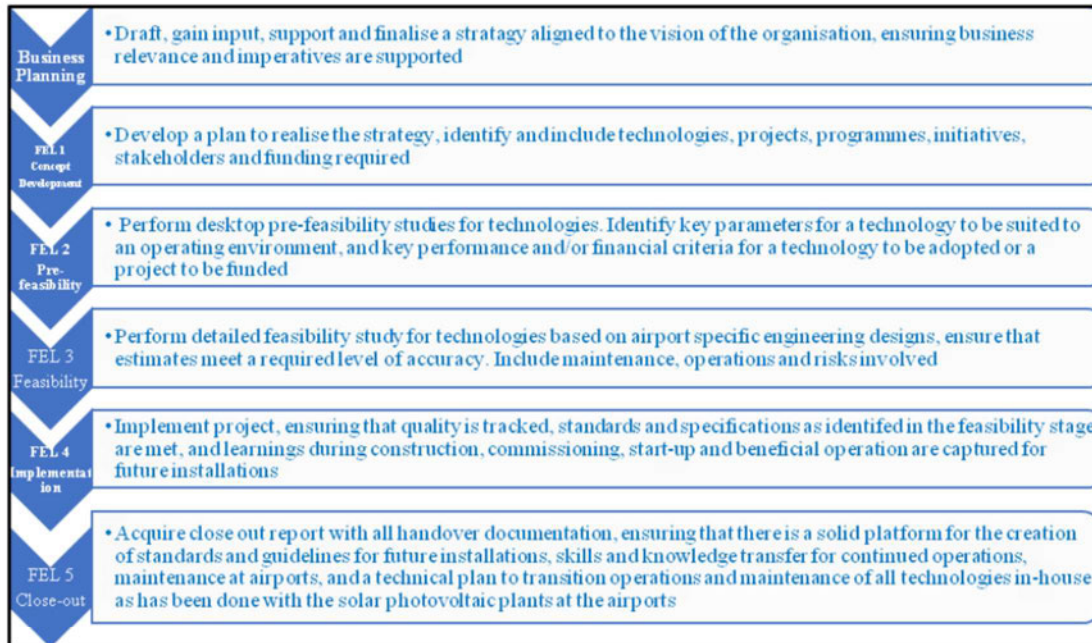 Business
Planning
• Draft, gain input, support and finalise a stratagy aligned to the vision of the organisation, ensuring business
relevance and imperatives are supported
FEL 1
Concept
Development
• Develop a plan to realise the strategy, identify and include technologies, projects, programmes, initiatives,
stakeholders and funding required
FEL 2
Pre-
feasibility
• Perform desktop pre-feasibility studies for technologies. Identify key parameters for a technology to be suited to
an operating environment, and key performance and/or financial criteria for a technology to be adopted or a
project to be funded
FEL 3
Feasibility
• Perform detailed feasibility study for technologies based on airport specific engineering designs, ensure that
estimates meet a required level of accuracy. Include maintenance, operations and risks involved
FEL 4
Implementat
ion
• Implement project, ensuring that quality is tracked, standards and specifications as identifed in the feasibility stage
are met, and learnings during construction, commissioning, start-up and beneficial operation are captured for
future installations
FEL 5
Close-out
• Acquire close out report with all handover documentation, ensuring that there is a solid platform for the creation
of standards and guidelines for future installations, skills and knowledge transfer for continued operations,
maintenance at airports, and a technical plan to transition operations and maintenance of all technologies in-house
as has been done with the solar photovoltaic plants at the airports